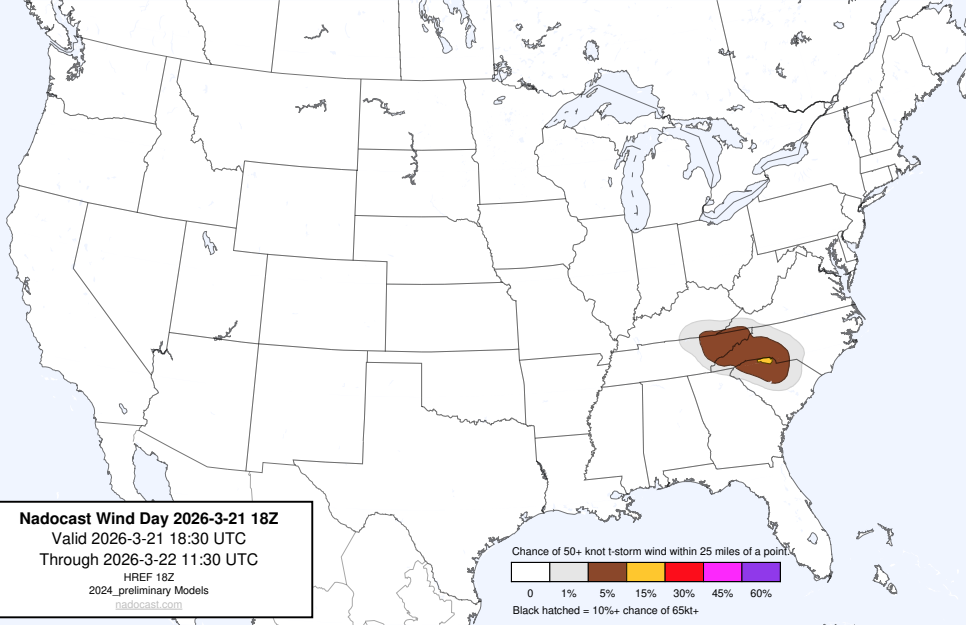 Nadocast Wind Day 2026-3-21 18Z
Valid 2026-3-21 18:30 UTC
Through 2026-3-22 11:30 UTC
HREF 18Z
2024_preliminary Models
nadocast.com
Chance of 50+ knot t-storm wind within 25 miles of a point.
0 1% 5% 15% 30% 45% 60%
Black hatched = 10%+ chance of 65kt+